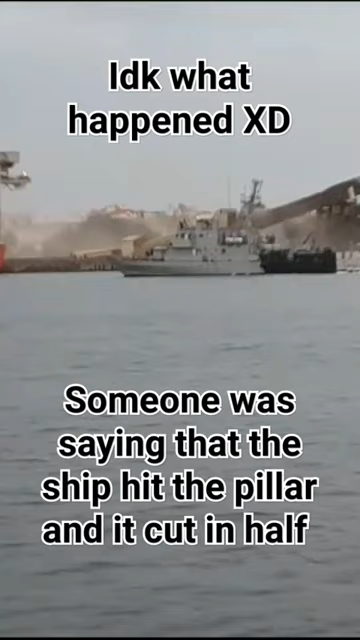 Idk what
happened XD
Someone was
saying that the
ship hit the pillar
and it cut in half